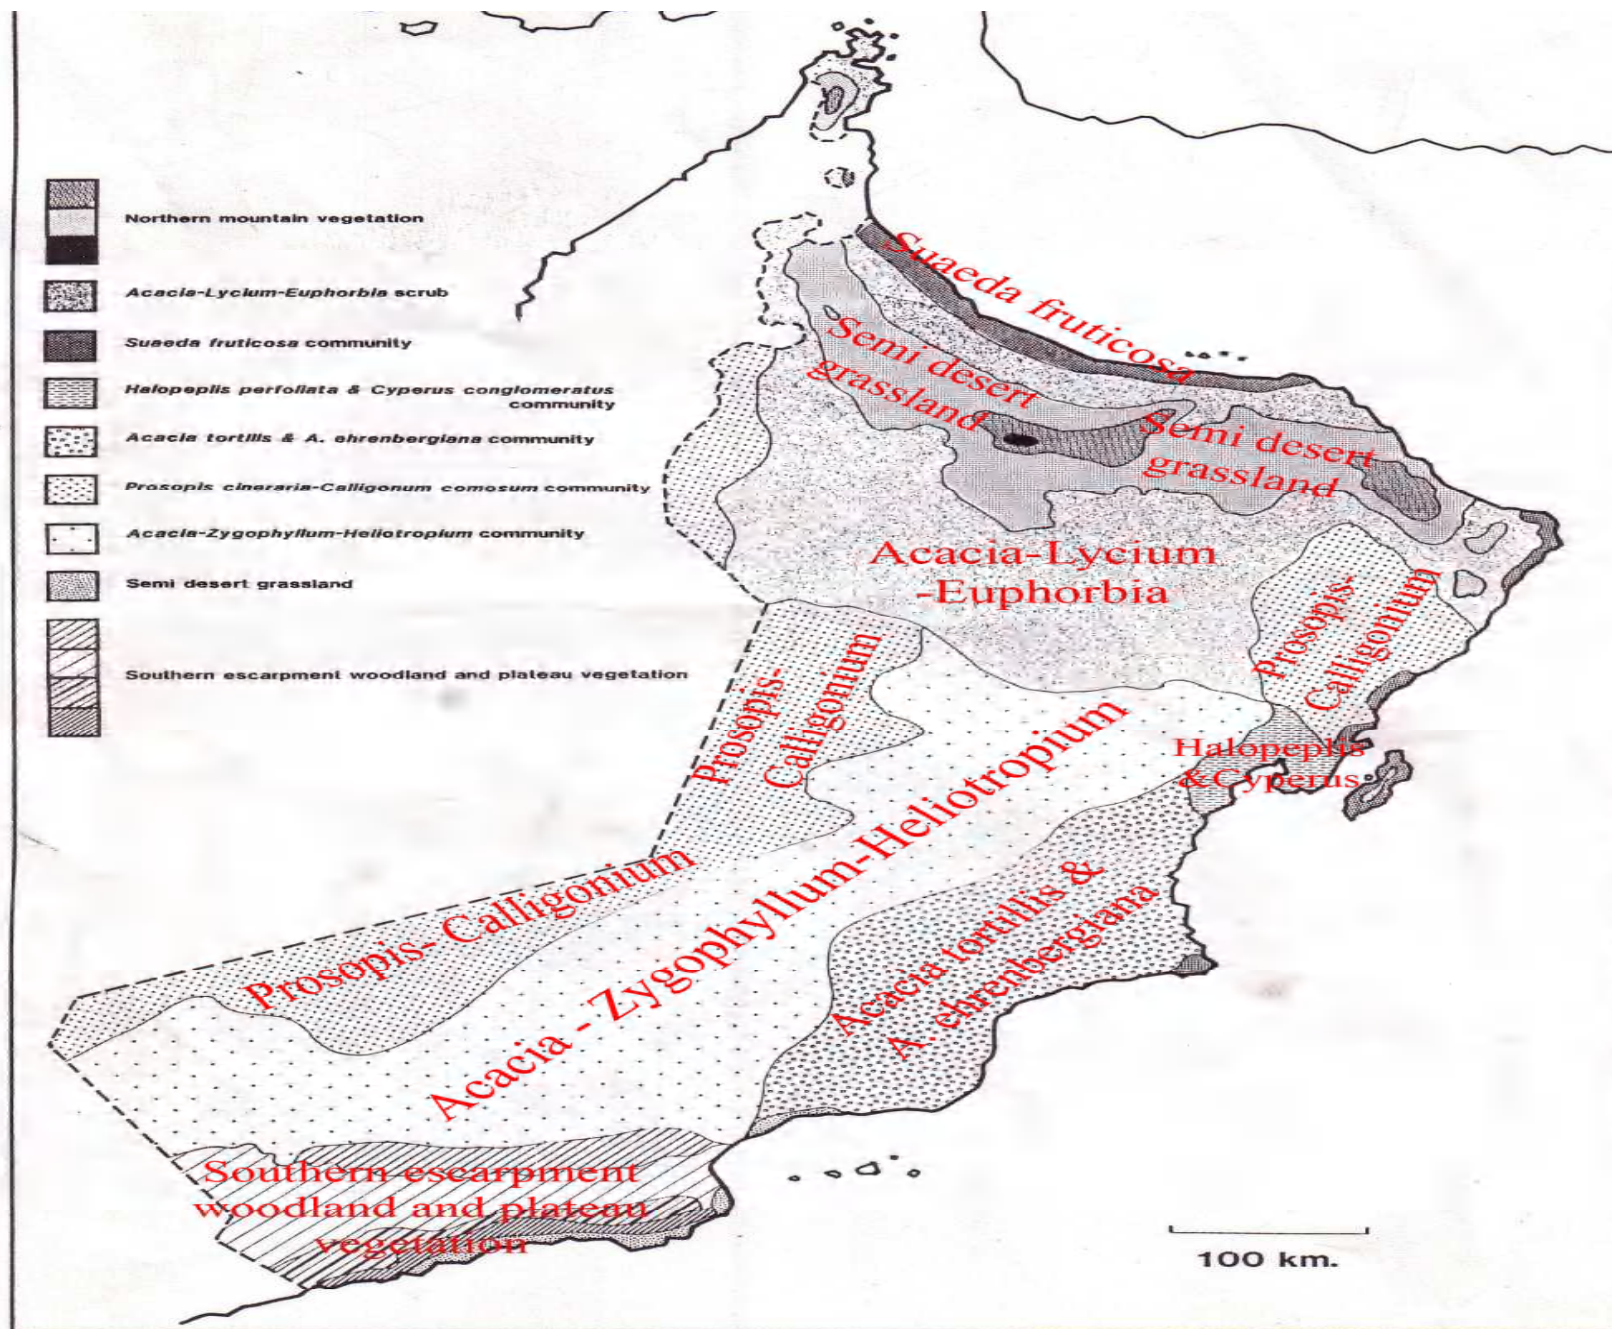 Northern mountain vegetation
Acacia-Lycium-Euphorbia scrub
Suaeda fruticosa community
Halopeplis perfoliata & Cyperus conglomeratus
community
Acacia tortilis & A. ehrenbergiana community
Prosopis cineraria-Calligonum comosum community
Acacia-Zygophyllum-Heliotropium community
Semi desert grassland
Southern escarpment woodland and plateau vegetation
Suaeda fruticosa
Semi desert
grassland
Semi desert
grassland
Acacia-Lycium
-Euphorbia
Prosopis-
Calligonium
Prosopis-
Calligonium
Halopeplis
&Cyperus
Prosopis- Calligonium
Acacia - Zygophyllum-Heliotropium
Acacia tortillis &
A. ehrenbergiana
Southern escarpment
woodland and plateau
vegetation
100 km.